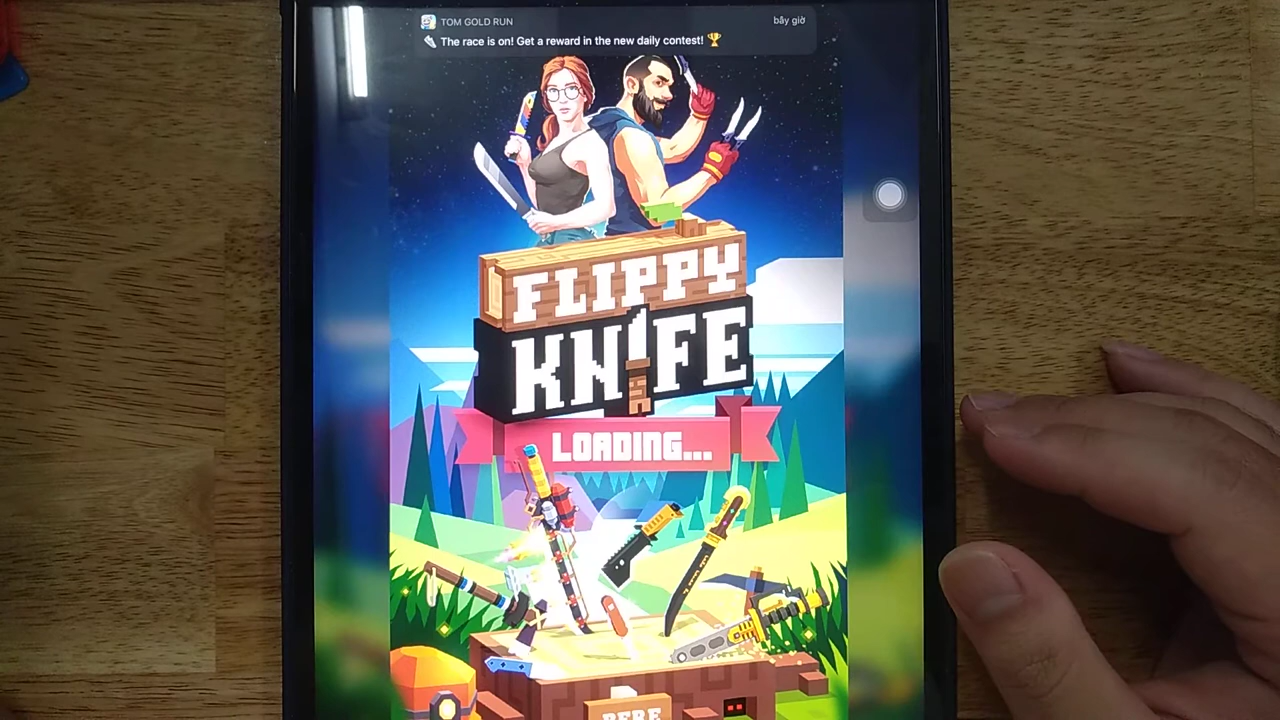 TOM GOLD RUN
bây giờ
The race is on! Get a reward in the new daily contest!
FLIPPY
KNIFE
LOADING...